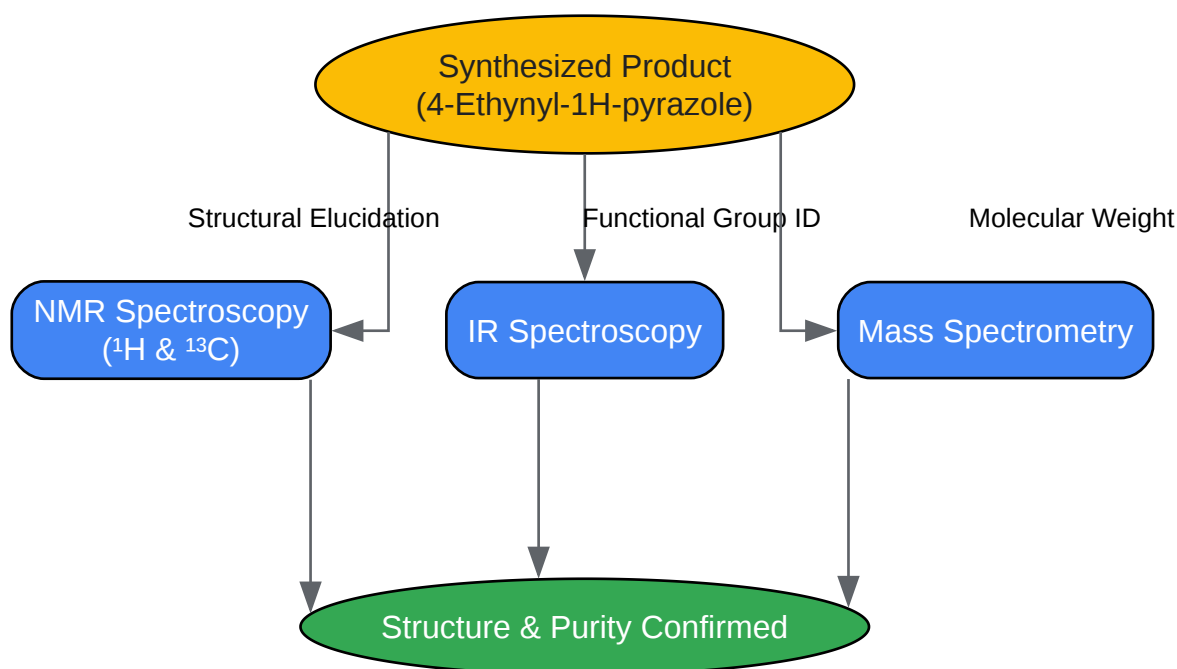 Synthesized Product
(4-Ethynyl-1H-pyrazole)
Structural Elucidation
Functional Group ID
Molecular Weight
NMR Spectroscopy
(¹H & ¹³C)
IR Spectroscopy
Mass Spectrometry
Structure & Purity Confirmed